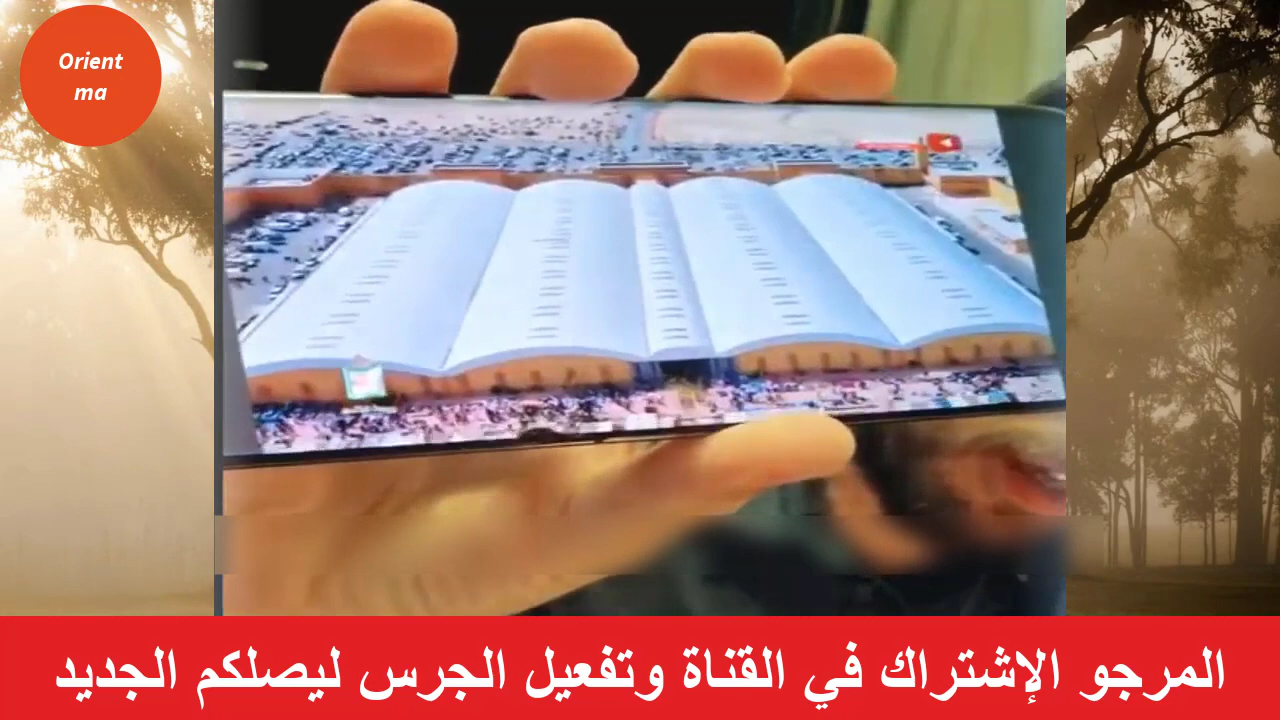 Orient
ma
المرجو الإشتراك في القناة وتفعيل الجرس ليصلكم الجديد